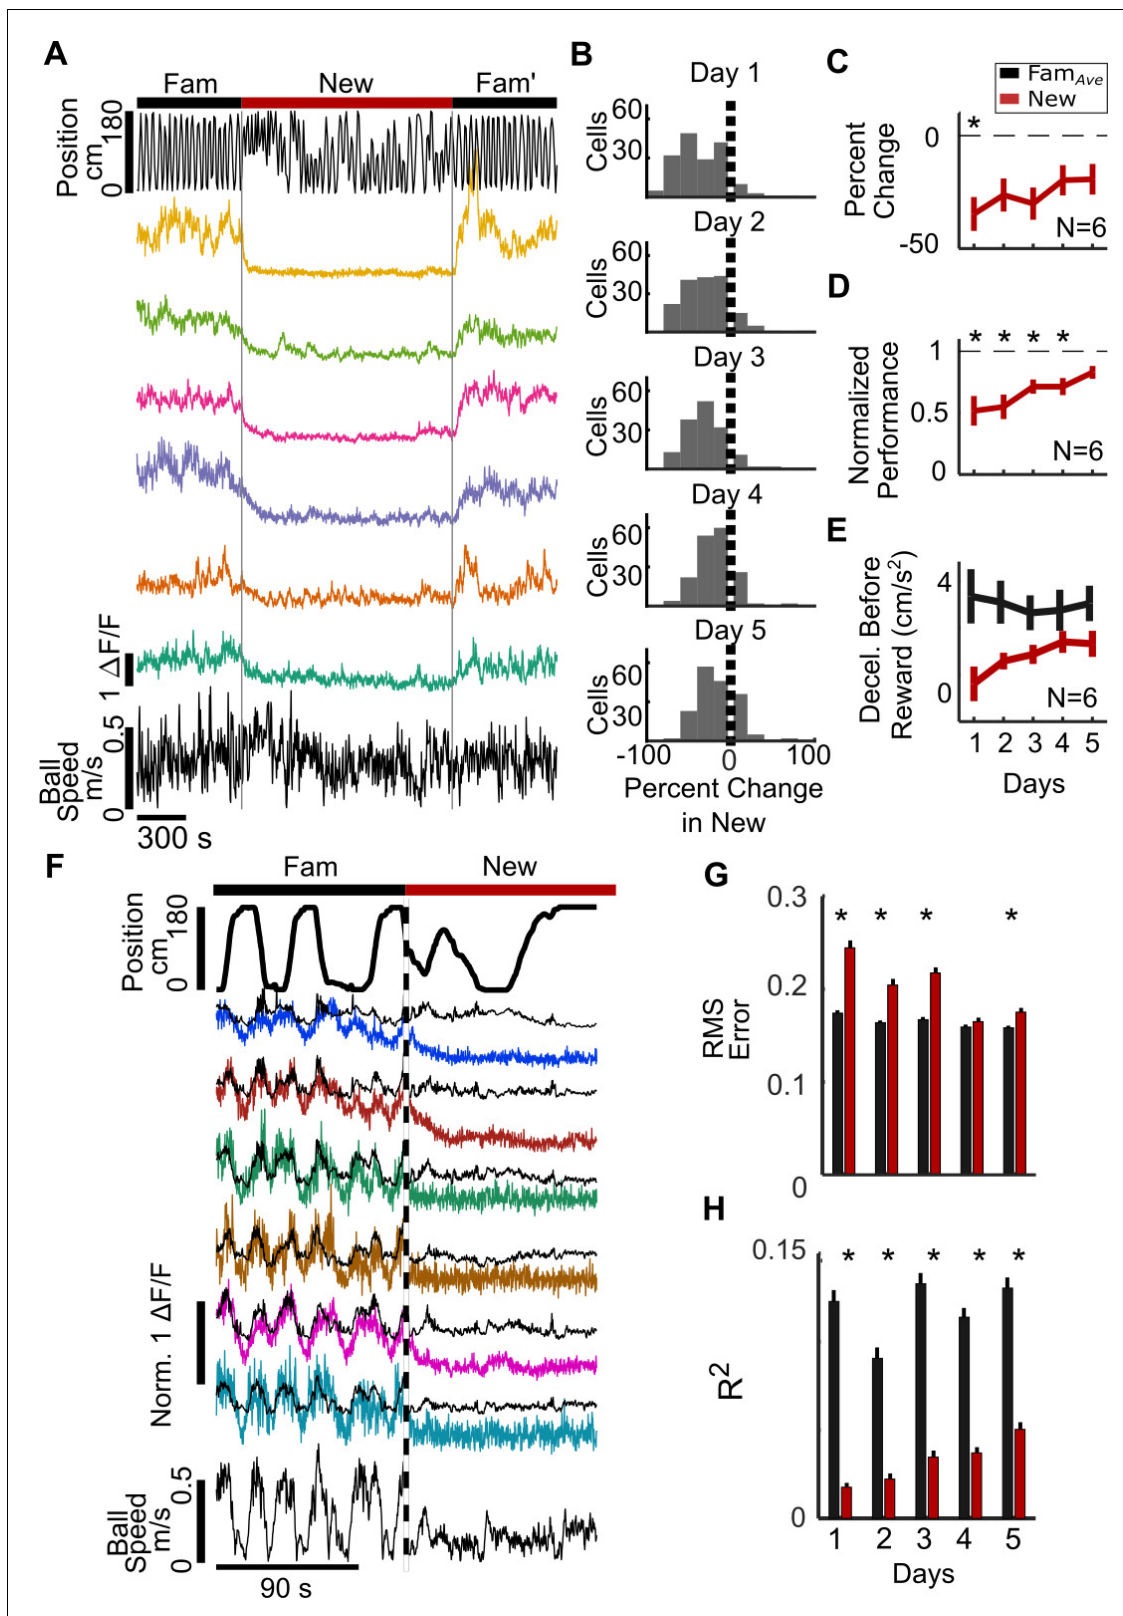 A
Fam
New
Fam'
Position
cm
0
180
1 ΔF/F
Ball
Speed
m/s
0
0.5
300 s
B
Day 1
Cells
60
30
Day 2
Cells
60
30
Day 3
Cells
60
30
Day 4
Cells
60
30
Day 5
Cells
60
30
-100
0
100
Percent Change
in New
C
Fam_Ave
New
Percent
Change
0
-50
*
N=6
D
Normalized
Performance
1
0.5
0
* * * *
N=6
E
Decel. Before
Reward (cm/s²)
4
0
N=6
1 2 3 4 5
Days
F
Fam
New
Position
cm
0
180
Norm. 1 ΔF/F
Ball
Speed
m/s
0
0.5
90 s
G
RMS
Error
0.3
0.2
0.1
0
* * * *
H
R²
0.15
0
* * * * *
1 2 3 4 5
Days